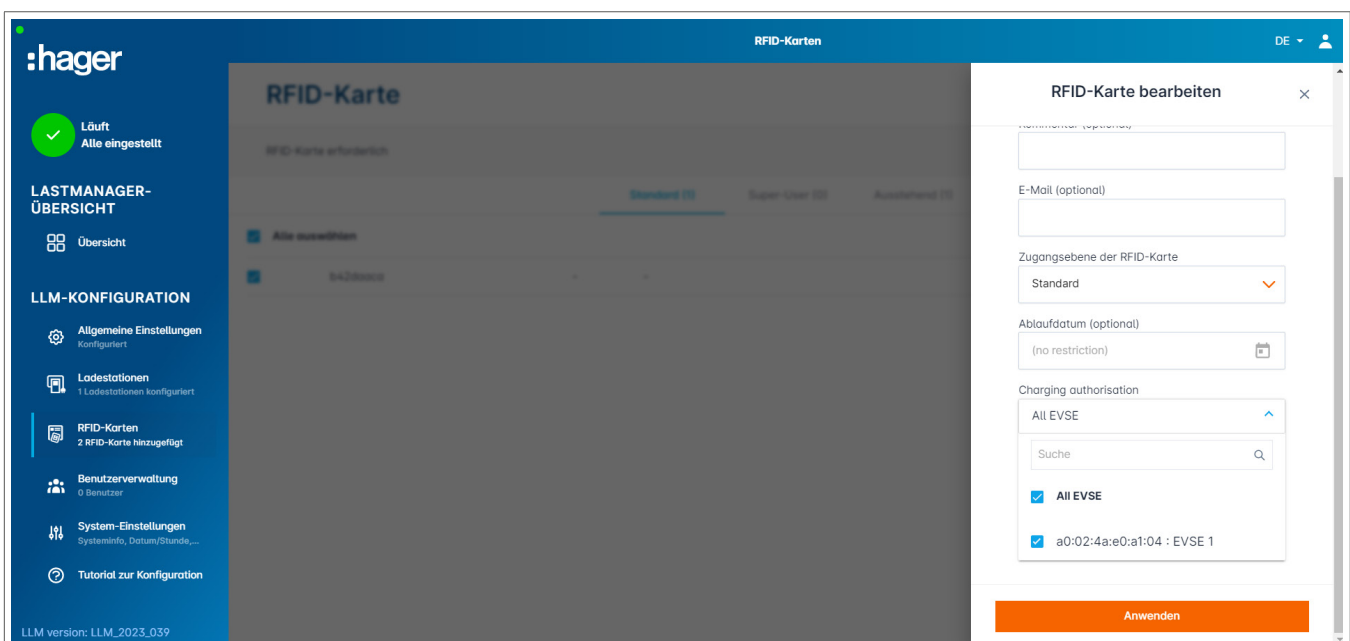 :hager
RFID-Karten
DE
Läuft
Alle eingestellt
LASTMANAGER-
ÜBERSICHT
Übersicht
LLM-KONFIGURATION
Allgemeine Einstellungen
Konfiguriert
Ladestationen
1 Ladestationen konfiguriert
RFID-Karten
2 RFID-Karte hinzugefügt
Benutzerverwaltung
0 Benutzer
System-Einstellungen
Systeminfo, Datum/Stunde,...
Tutorial zur Konfiguration
LLM version: LLM_2023_039
RFID-Karte
RFID-Karte erforderlich
Standard (1)
Super-User (0)
Ausstehend (1)
Alle auswählen
- -
RFID-Karte bearbeiten
Kommentar (optional)
E-Mail (optional)
Zugangsebene der RFID-Karte
Standard
Ablaufdatum (optional)
(no restriction)
Charging authorisation
All EVSE
Suche
All EVSE
a0:02:4a:e0:a1:04 : EVSE 1
Anwenden